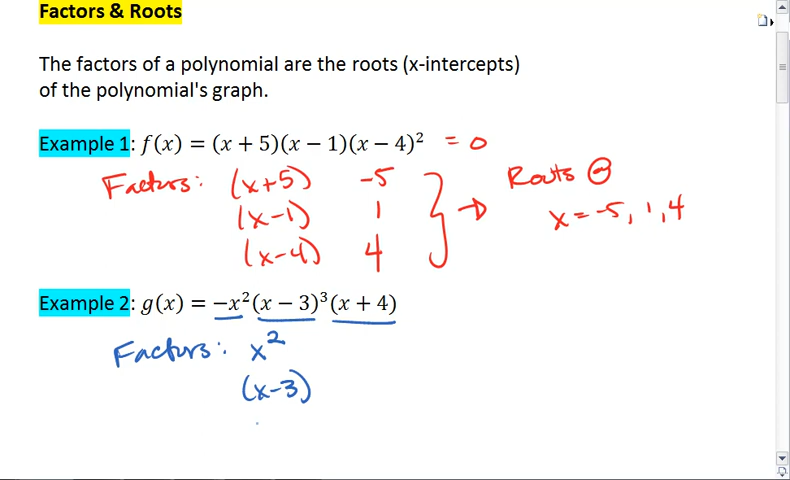 Factors & Roots
The factors of a polynomial are the roots (x-intercepts)
of the polynomial's graph.
Example 1: f(x) = (x + 5)(x − 1)(x − 4)² = 0
Factors: (x+5) -5 Roots @
(x-1) 1 x = -5, 1, 4
(x-4) 4
Example 2: g(x) = −x²(x − 3)³(x + 4)
Factors: x²
(x-3)